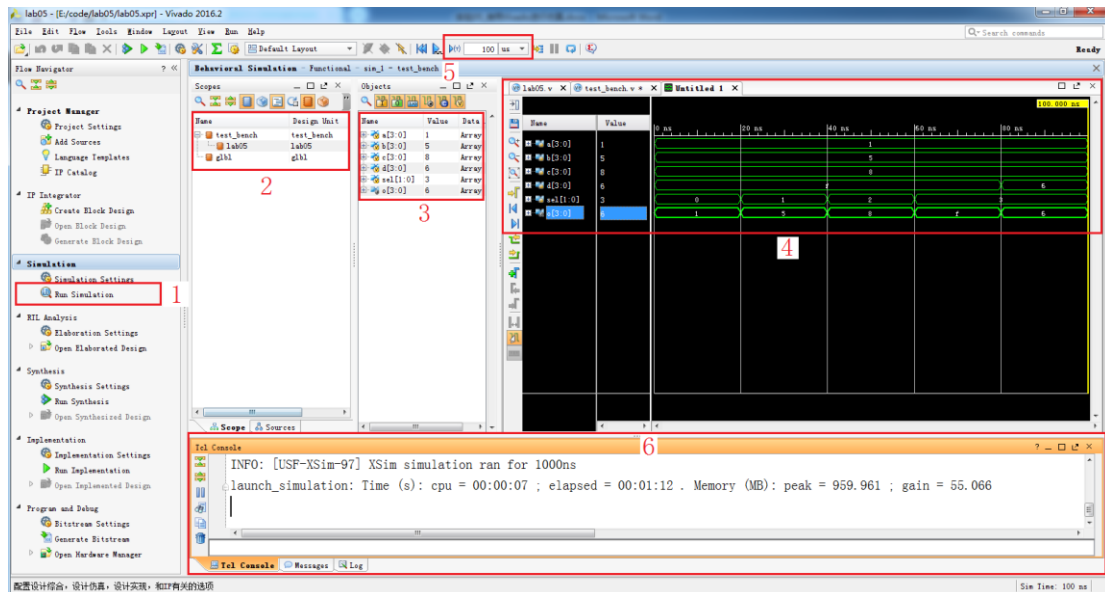 lab05 - [E:/code/lab05/lab05.xpr] - Vivado 2016.2
File Edit Flow Tools Window Layout View Run Help
Q- Search commands
Default Layout
100 us
Ready
Flow Navigator ? «
Behavioral Simulation - Functional - sim_1 - test_bench
5
Project Manager
Project Settings
Add Sources
Language Templates
IP Catalog
IP Integrator
Create Block Design
Open Block Design
Generate Block Design
Simulation
Simulation Settings
Run Simulation
1
RTL Analysis
Elaboration Settings
Open Elaborated Design
Synthesis
Synthesis Settings
Run Synthesis
Open Synthesized Design
Implementation
Implementation Settings
Run Implementation
Open Implemented Design
Program and Debug
Bitstream Settings
Generate Bitstream
Open Hardware Manager
Scopes
Name Design Unit
test_bench test_bench
lab05 lab05
glbl glbl
2
Scope Sources
Objects
Name Value Data
a[3:0] 1 Array
b[3:0] 5 Array
c[3:0] 8 Array
d[3:0] 6 Array
sel[1:0] 3 Array
o[3:0] 6 Array
3
lab05.v test_bench.v * Untitled 1
100.000 ns
Name Value
0 ns 20 ns 40 ns 60 ns 80 ns
a[3:0] 1 1
b[3:0] 5 5
c[3:0] 8 8
d[3:0] 6 f 6
sel[1:0] 3 0 1 2 3
o[3:0] 6 1 5 8 f 6
4
Tcl Console
6
INFO: [USF-XSim-97] XSim simulation ran for 1000ns
launch_simulation: Time (s): cpu = 00:00:07 ; elapsed = 00:01:12 . Memory (MB): peak = 959.961 ; gain = 55.066
Tcl Console Messages Log
配置设计综合，设计仿真，设计实现，和IP有关的选项
Sim Time: 100 ns